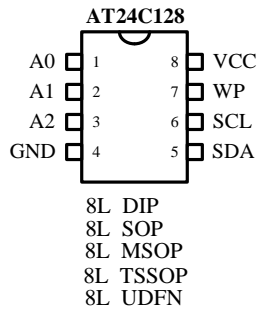 AT24C128
A0 1 8 VCC
A1 2 7 WP
A2 3 6 SCL
GND 4 5 SDA
8L DIP
8L SOP
8L MSOP
8L TSSOP
8L UDFN